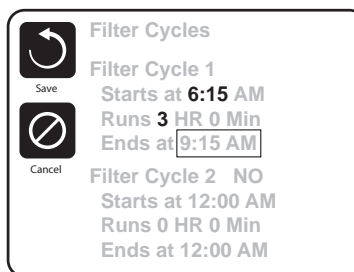 Filter Cycles
Save
Filter Cycle 1
Starts at 6:15 AM
Runs 3 HR 0 Min
Ends at 9:15 AM
Cancel
Filter Cycle 2 NO
Starts at 12:00 AM
Runs 0 HR 0 Min
Ends at 12:00 AM